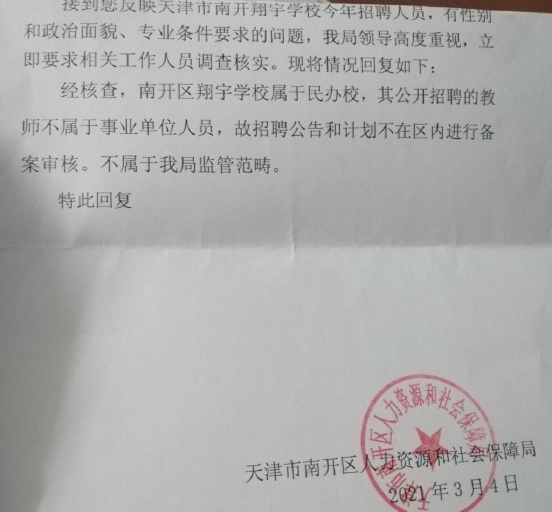 接到您反映天津市南开翔宇学校今年招聘人员，有性别
和政治面貌、专业条件要求的问题，我局领导高度重视，立
即要求相关工作人员调查核实。现将情况回复如下：
经核查，南开区翔宇学校属于民办校，其公开招聘的教
师不属于事业单位人员，故招聘公告和计划不在区内进行备
案审核。不属于我局监管范畴。
特此回复
天津市南开区人力资源和社会保障局
天津市南开区人力资源和社会保障局
2021年3月4日